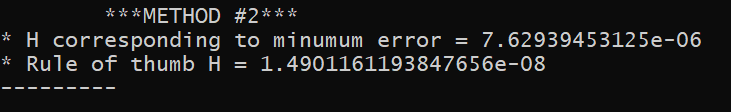 ***METHOD #2***
* H corresponding to minumum error = 7.62939453125e-06
* Rule of thumb H = 1.4901161193847656e-08
---------